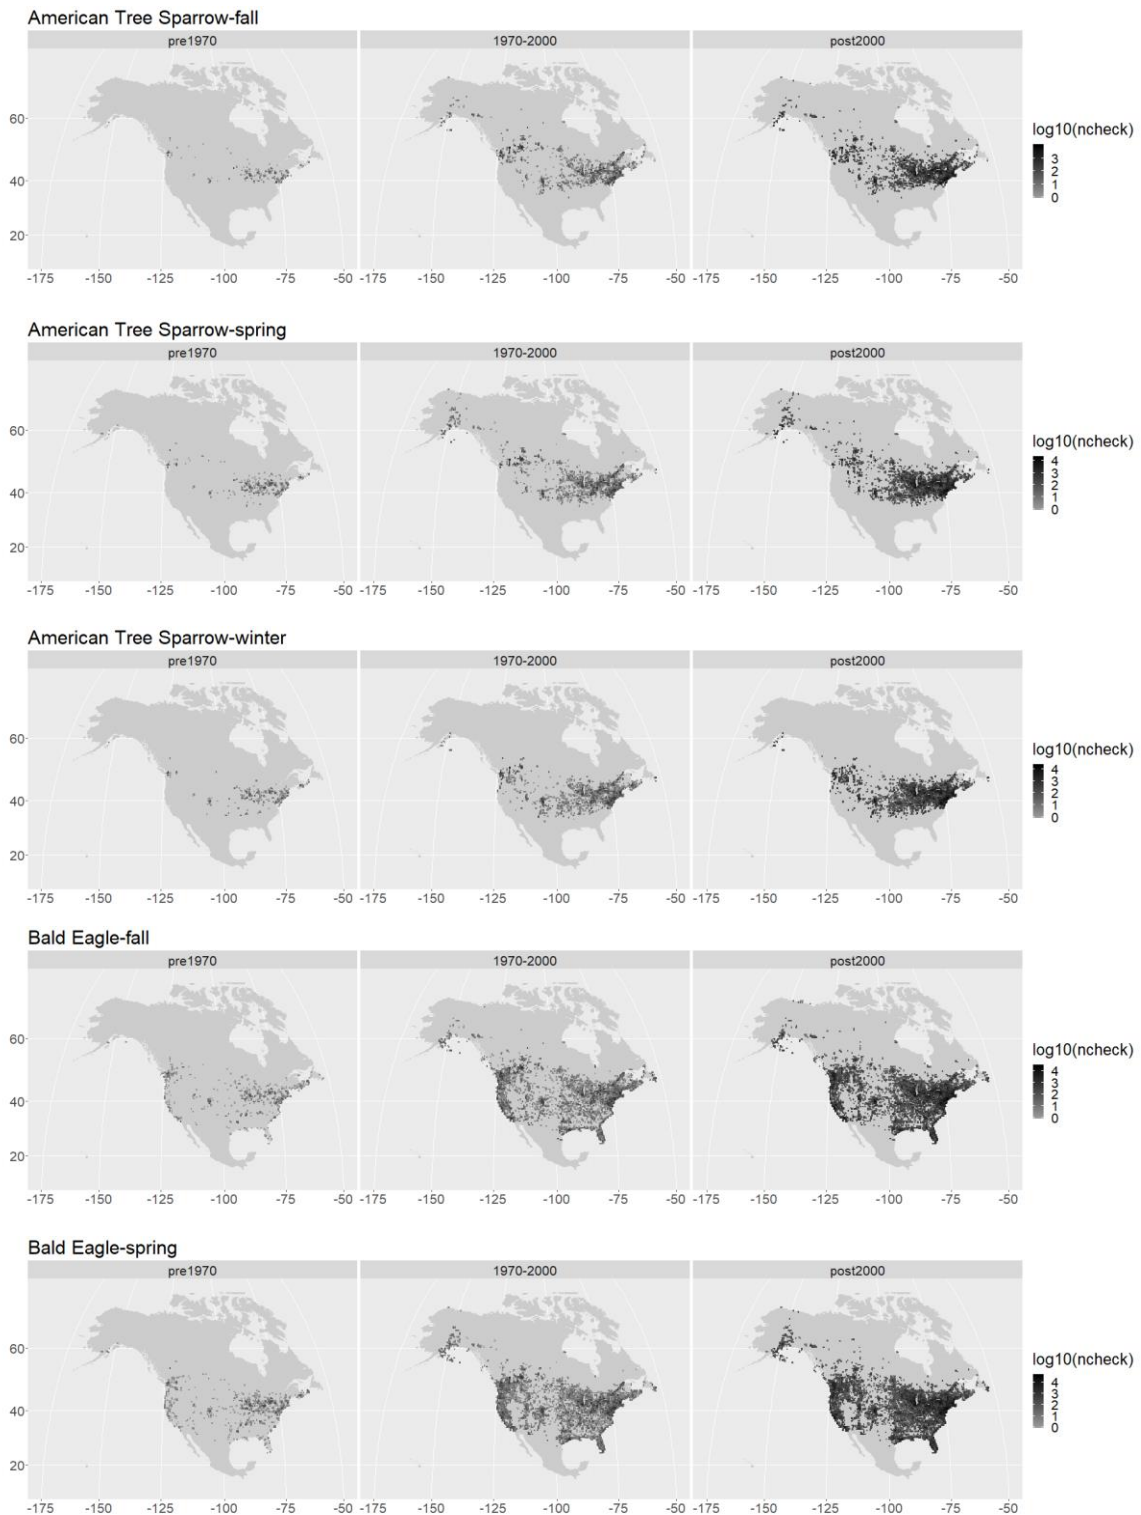 American Tree Sparrow-fall
pre1970 1970-2000 post2000
60
40
20
log10(ncheck)
3
2
1
0
-175 -150 -125 -100 -75 -50 -175 -150 -125 -100 -75 -50 -175 -150 -125 -100 -75 -50
American Tree Sparrow-spring
pre1970 1970-2000 post2000
60
40
20
log10(ncheck)
4
3
2
1
0
-175 -150 -125 -100 -75 -50 -175 -150 -125 -100 -75 -50 -175 -150 -125 -100 -75 -50
American Tree Sparrow-winter
pre1970 1970-2000 post2000
60
40
20
log10(ncheck)
4
3
2
1
0
-175 -150 -125 -100 -75 -50 -175 -150 -125 -100 -75 -50 -175 -150 -125 -100 -75 -50
Bald Eagle-fall
pre1970 1970-2000 post2000
60
40
20
log10(ncheck)
4
3
2
1
0
-175 -150 -125 -100 -75 -50 -175 -150 -125 -100 -75 -50 -175 -150 -125 -100 -75 -50
Bald Eagle-spring
pre1970 1970-2000 post2000
60
40
20
log10(ncheck)
4
3
2
1
0
-175 -150 -125 -100 -75 -50 -175 -150 -125 -100 -75 -50 -175 -150 -125 -100 -75 -50